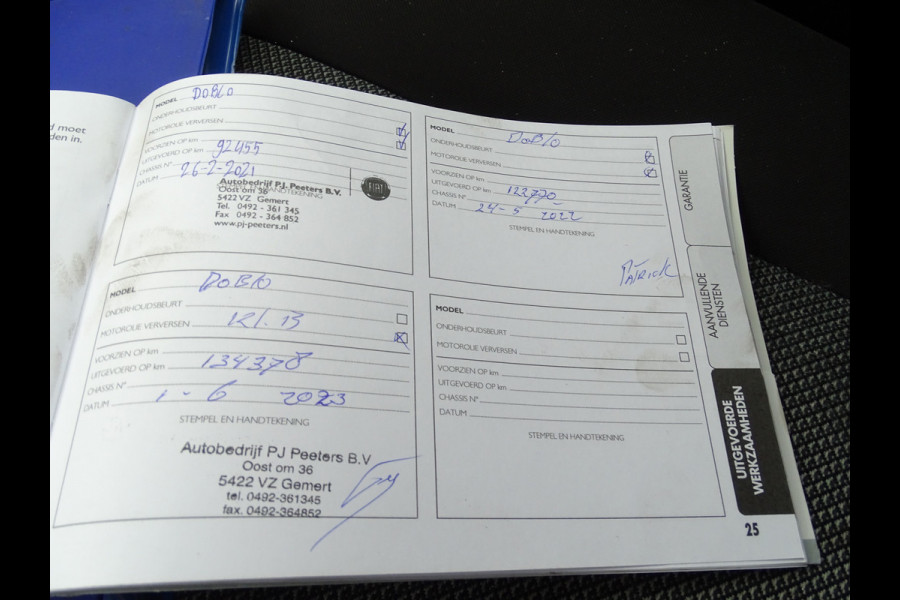 d moet
den in.
MODEL DOBLO
ONDERHOUDSBEURT
MOTOROLIE VERVERSEN
VOORZIEN OP km
UITGEVOERD OP km 92455
CHASSIS N°
DATUM 26-2-2021
Autobedrijf P.J. Peeters B.V.
Oost om 36
5422 VZ Gemert
Tel. 0492 - 361 345
Fax 0492 - 364 852
www.pj-peeters.nl
FIAT
MODEL DOBLO
ONDERHOUDSBEURT
MOTOROLIE VERVERSEN
VOORZIEN OP km
UITGEVOERD OP km 122770
CHASSIS N°
DATUM 24-5 2022
STEMPEL EN HANDTEKENING
PATRICK
MODEL DOBLO
ONDERHOUDSBEURT
MOTOROLIE VERVERSEN Kl. B
VOORZIEN OP km
UITGEVOERD OP km 134378
CHASSIS N°
DATUM 1-6 2023
STEMPEL EN HANDTEKENING
Autobedrijf PJ Peeters B.V
Oost om 36
5422 VZ Gemert
tel. 0492-361345
fax. 0492-364852
MODEL
ONDERHOUDSBEURT
MOTOROLIE VERVERSEN
VOORZIEN OP km
UITGEVOERD OP km
CHASSIS N°
DATUM
STEMPEL EN HANDTEKENING
GARANTIE
AANVULLENDE
DIENSTEN
UITGEVOERDE
WERKZAAMHEDEN
25